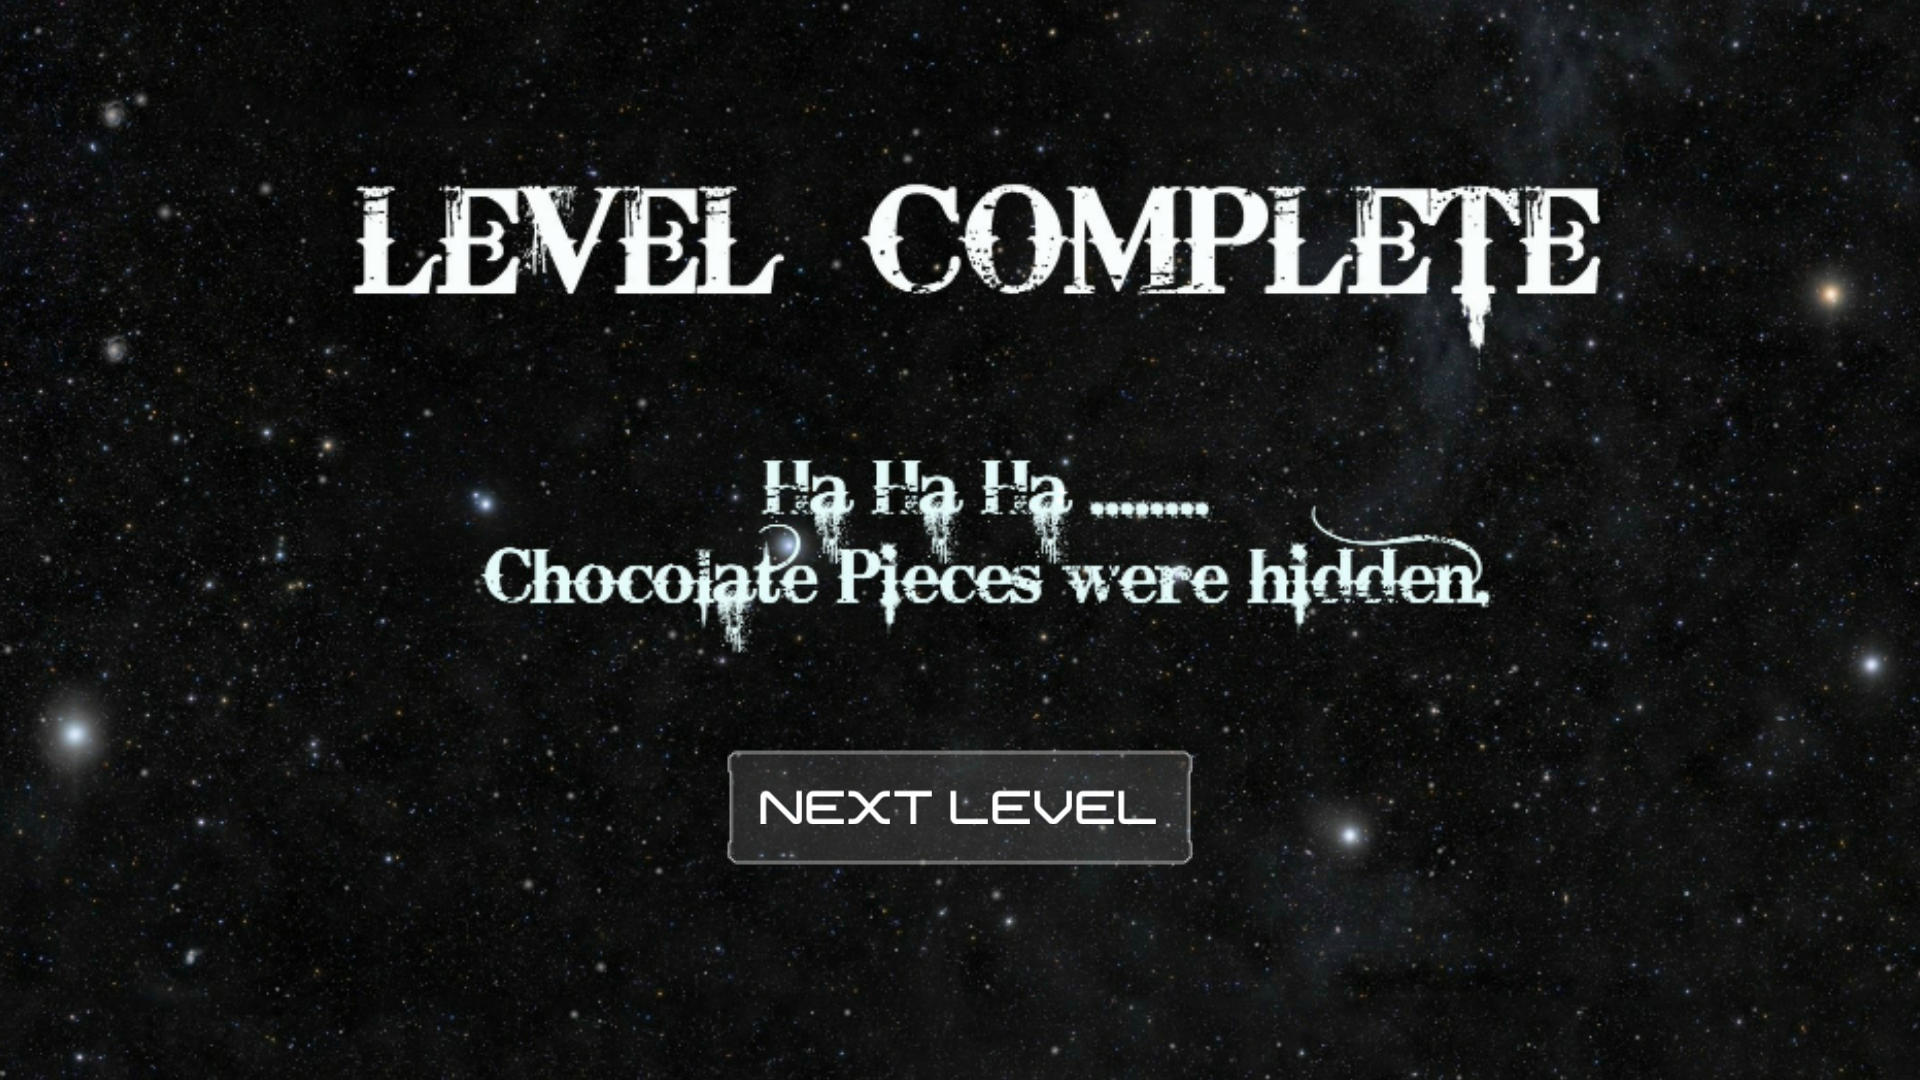 LEVEL COMPLETE
Ha Ha Ha ........
Chocolate Pieces were hidden.
NEXT LEVEL